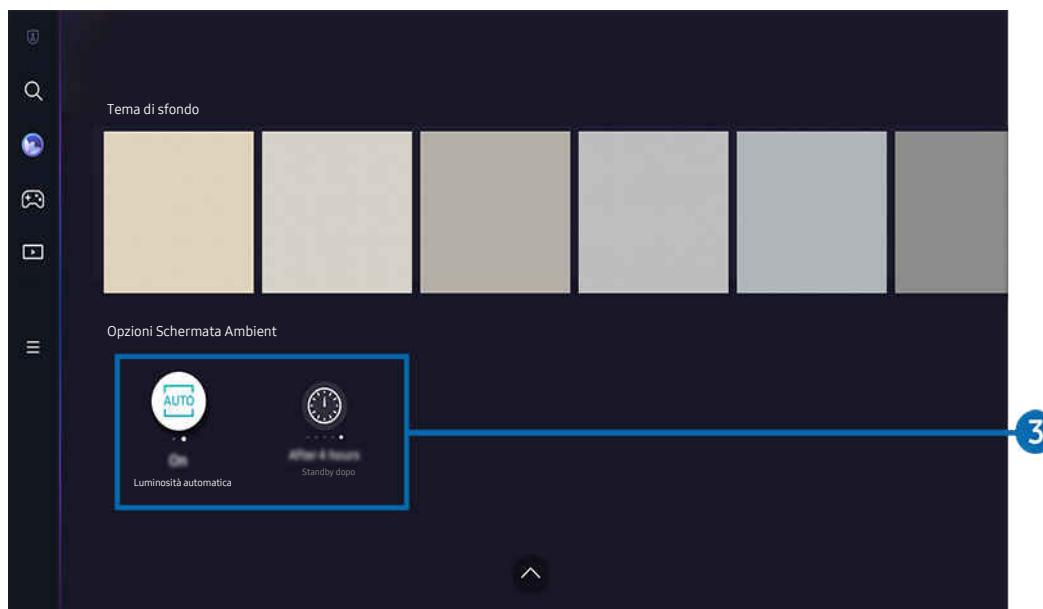 Tema di sfondo
Opzioni Schermata Ambient
AUTO
On
After 4 hours
Luminosità automatica
Standby dopo
3